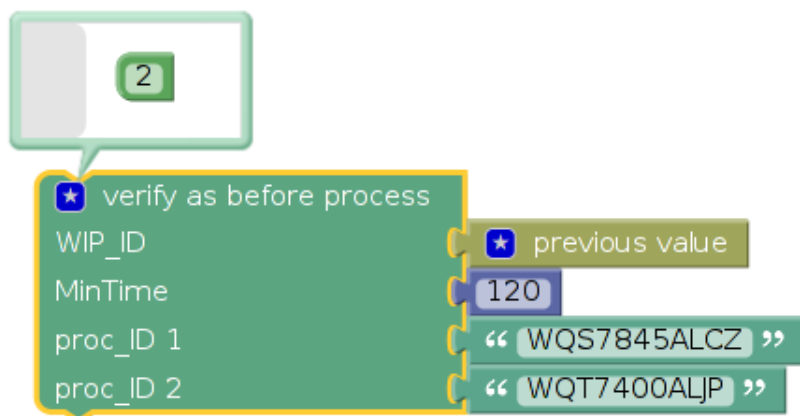 2
verify as before process
WIP_ID previous value
MinTime 120
proc_ID 1 “ WQS7845ALCZ ”
proc_ID 2 “ WQT7400ALJP ”